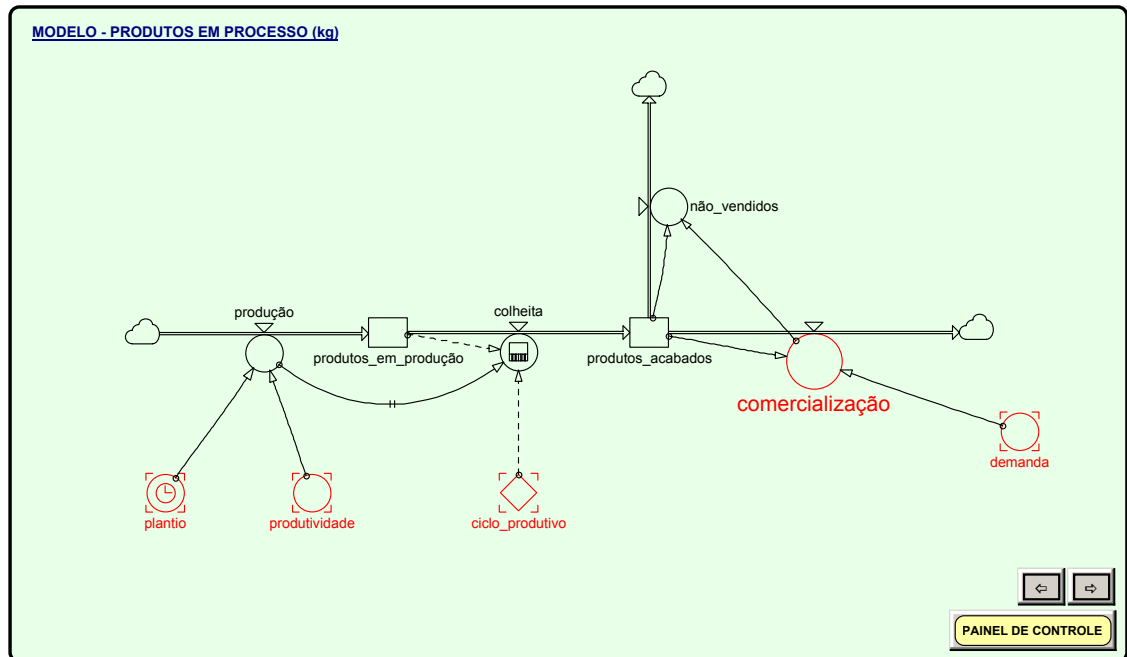 MODELO - PRODUTOS EM PROCESSO (kg)
não_vendidos
produção
colheita
produtos_em_produção
produtos_acabados
comercialização
demanda
plantio
produtividade
ciclo_produtivo
PAINEL DE CONTROLE